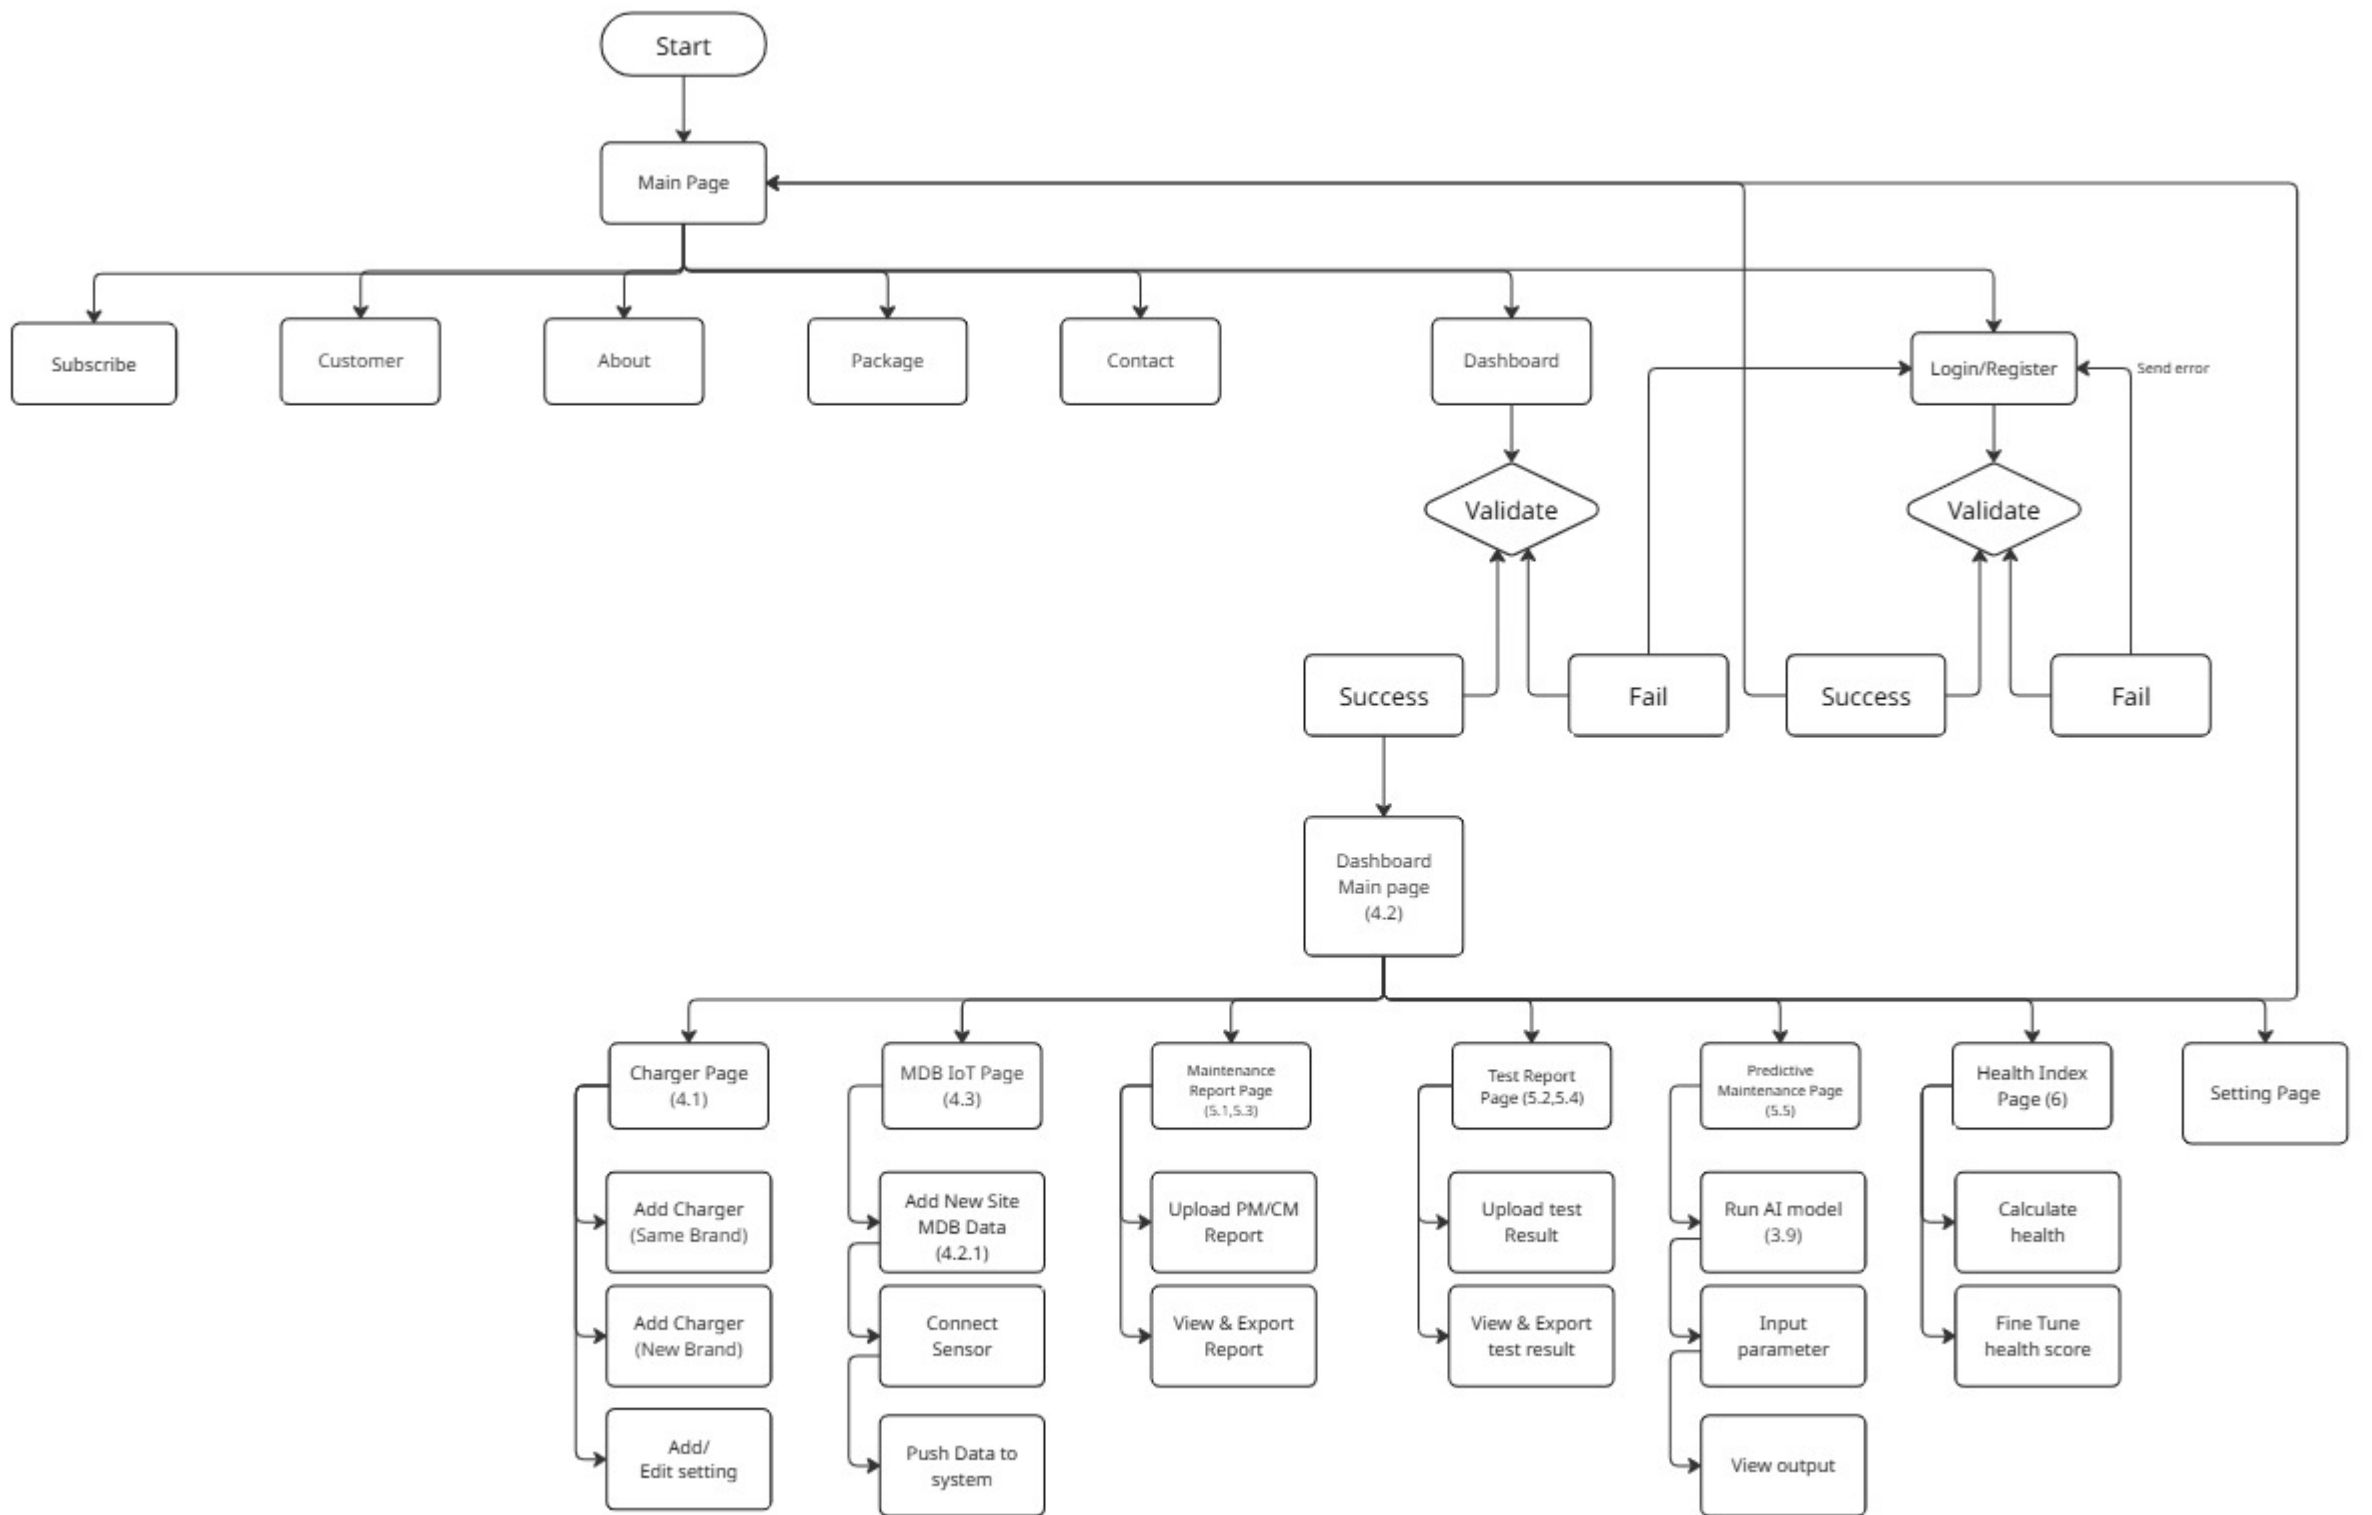 Start
Main Page
Subscribe
Customer
About
Package
Contact
Dashboard
Login/Register
Send error
Validate
Validate
Success
Fail
Success
Fail
Dashboard
Main page
(4.2)
Charger Page
(4.1)
MDB IoT Page
(4.3)
Maintenance
Report Page
(5.1,5.3)
Test Report
Page (5.2,5.4)
Predictive
Maintenance Page
(5.5)
Health Index
Page (6)
Setting Page
Add Charger
(Same Brand)
Add New Site
MDB Data
(4.2.1)
Upload PM/CM
Report
Upload test
Result
Run AI model
(3.9)
Calculate
health
Add Charger
(New Brand)
Connect
Sensor
View & Export
Report
View & Export
test result
Input
parameter
Fine Tune
health score
Add/
Edit setting
Push Data to
system
View output